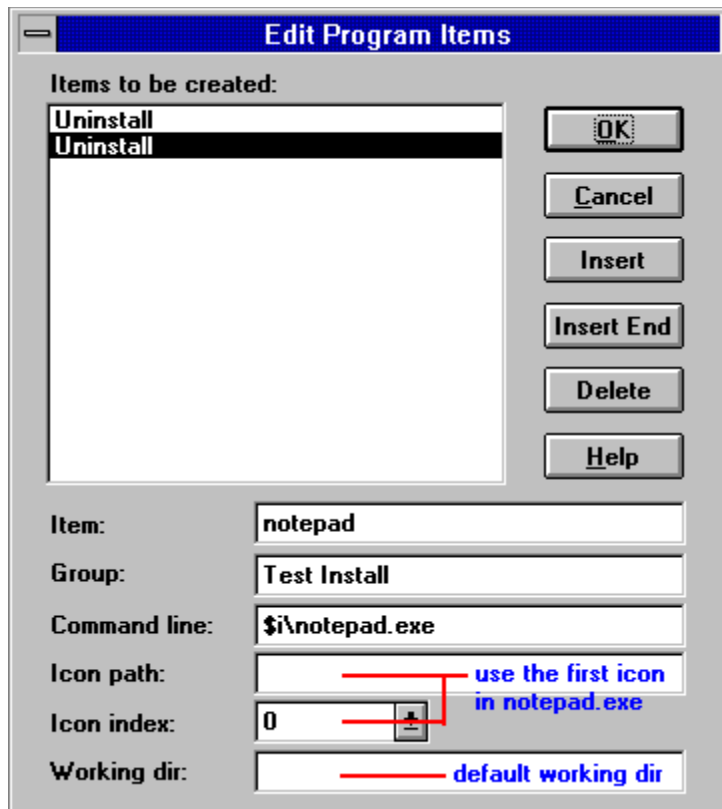 Edit Program Items
Items to be created:
Uninstall
Uninstall
OK
Cancel
Insert
Insert End
Delete
Help
Item:
notepad
Group:
Test Install
Command line:
$i\notepad.exe
Icon path:
use the first icon
in notepad.exe
Icon index:
0
Working dir:
default working dir